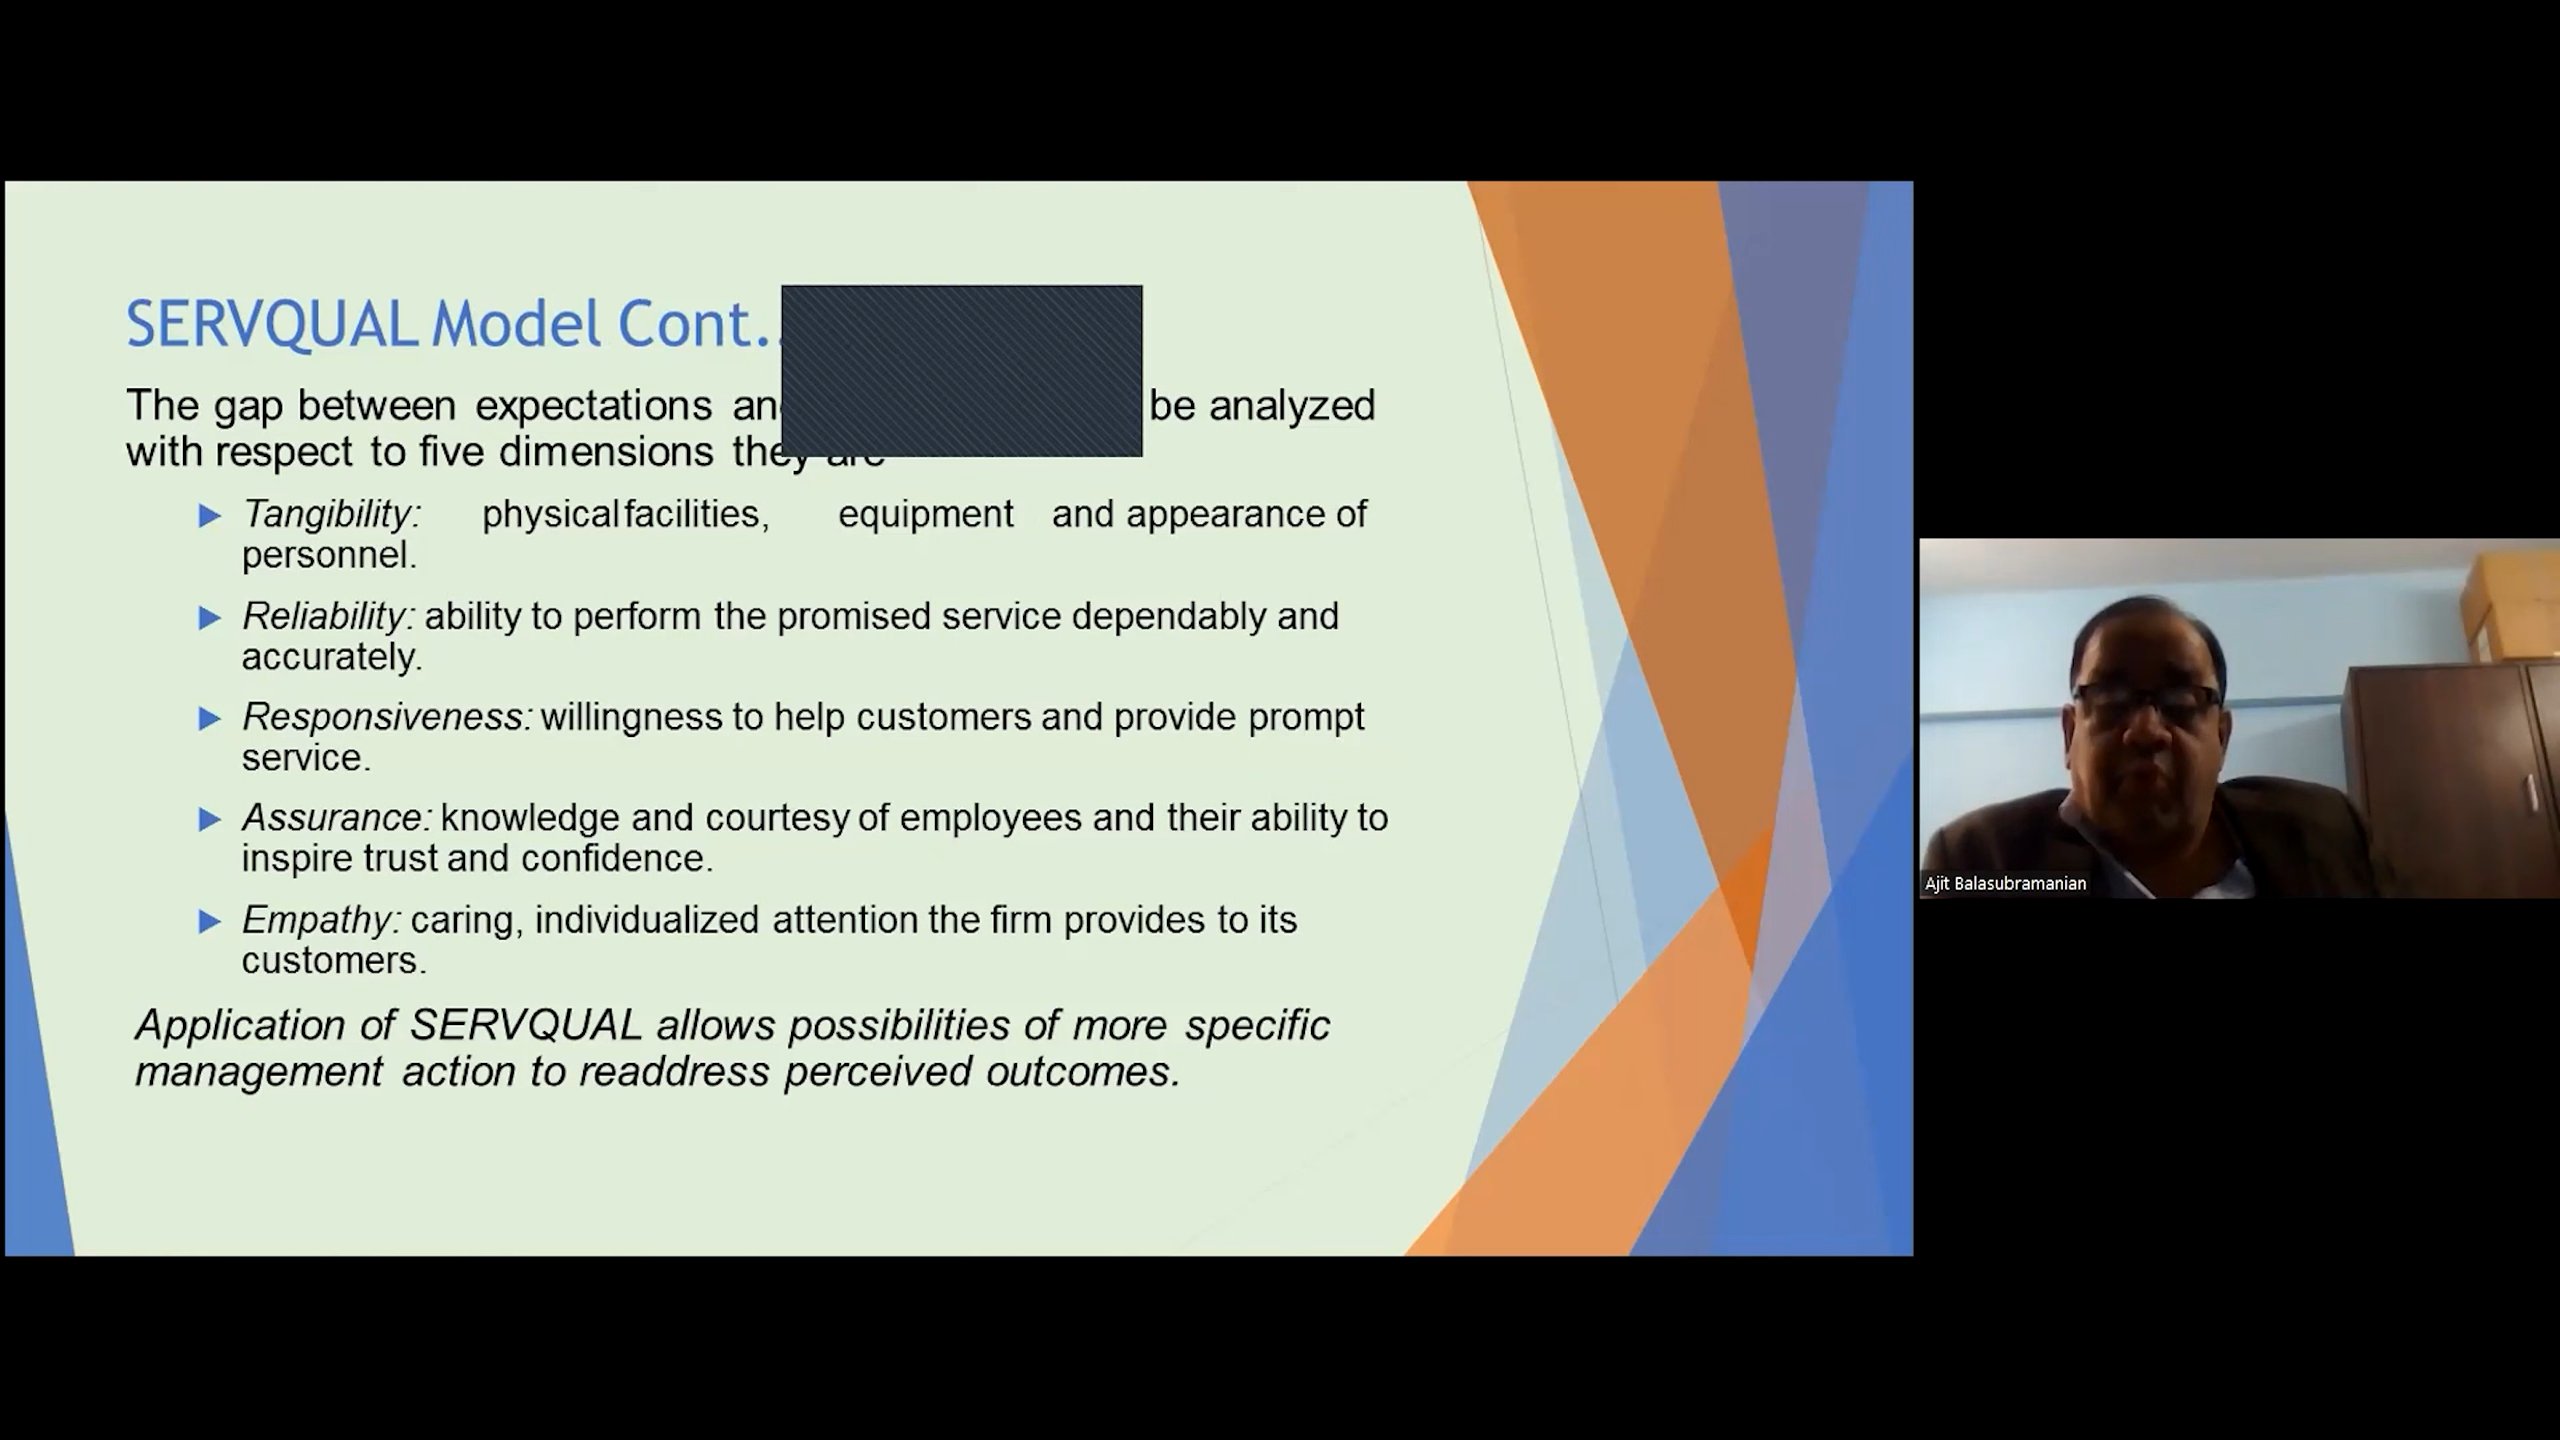 SERVQUAL Model Cont..
The gap between expectations and be analyzed
with respect to five dimensions they are
Tangibility: physical facilities, equipment and appearance of
personnel.
Reliability: ability to perform the promised service dependably and
accurately.
Responsiveness: willingness to help customers and provide prompt
service.
Assurance: knowledge and courtesy of employees and their ability to
inspire trust and confidence.
Empathy: caring, individualized attention the firm provides to its
customers.
Application of SERVQUAL allows possibilities of more specific
management action to readdress perceived outcomes.
Ajit Balasubramanian